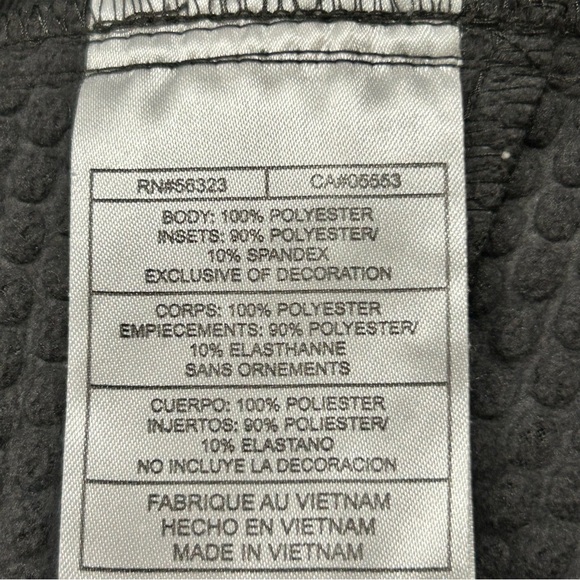 RN#56323 CA#05553
BODY: 100% POLYESTER
INSETS: 90% POLYESTER/
10% SPANDEX
EXCLUSIVE OF DECORATION
CORPS: 100% POLYESTER
EMPIECEMENTS: 90% POLYESTER/
10% ELASTHANNE
SANS ORNEMENTS
CUERPO: 100% POLIESTER
INJERTOS: 90% POLIESTER/
10% ELASTANO
NO INCLUYE LA DECORACION
FABRIQUE AU VIETNAM
HECHO EN VIETNAM
MADE IN VIETNAM